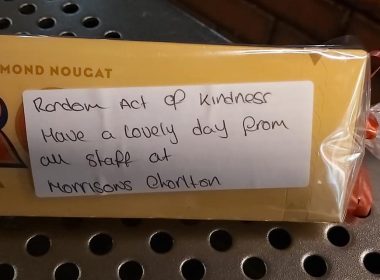 MOND NOUGAT
Random Act of Kindness
Have a Lovely day from
all staff at
Morrisons Chorlton